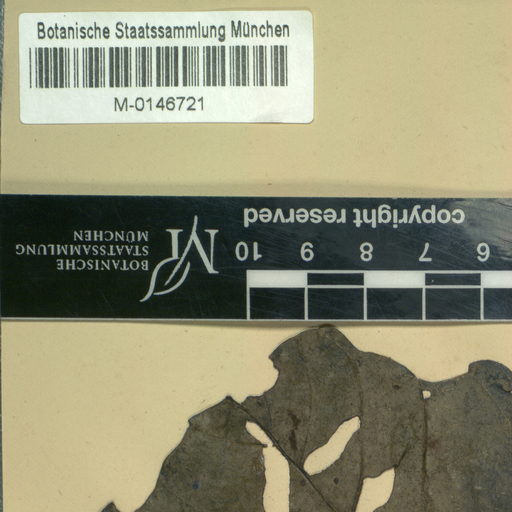 Botanische Staatssammlung München
M-0146721
copyright reserved
10 9 8 7 6
BOTANISCHE
STAATSSAMMLUNG
MÜNCHEN